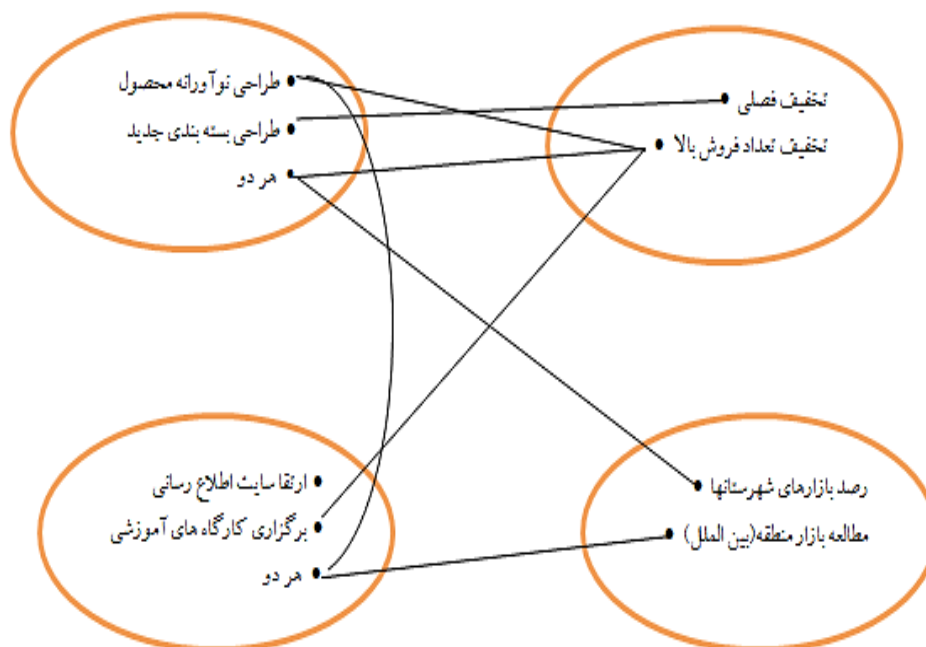 تخفیف فصلی
تخفیف تعداد فروش بالا
طراحی نوآورانه محصول
طراحی بسته بندی جدید
هر دو
رصد بازارهای شهرستانها
مطالعه بازار منطقه(بین الملل)
ارتقا سایت اطلاع رسانی
برگزاری کارگاه های آموزشی
هر دو